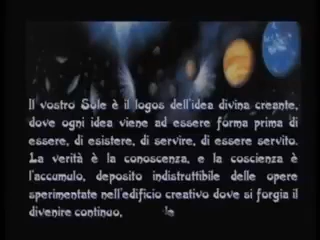 Il vostro Sole è il logos dell'idea divina creante,
dove ogni idea viene ad essere forma prima di
essere, di esistere, di servire, di essere servito.
La verità è la conoscenza, e la coscienza è
l'accumulo, deposito indistruttibile delle opere
sperimentate nell'edificio creativo dove si forgia il
divenire continuo, le